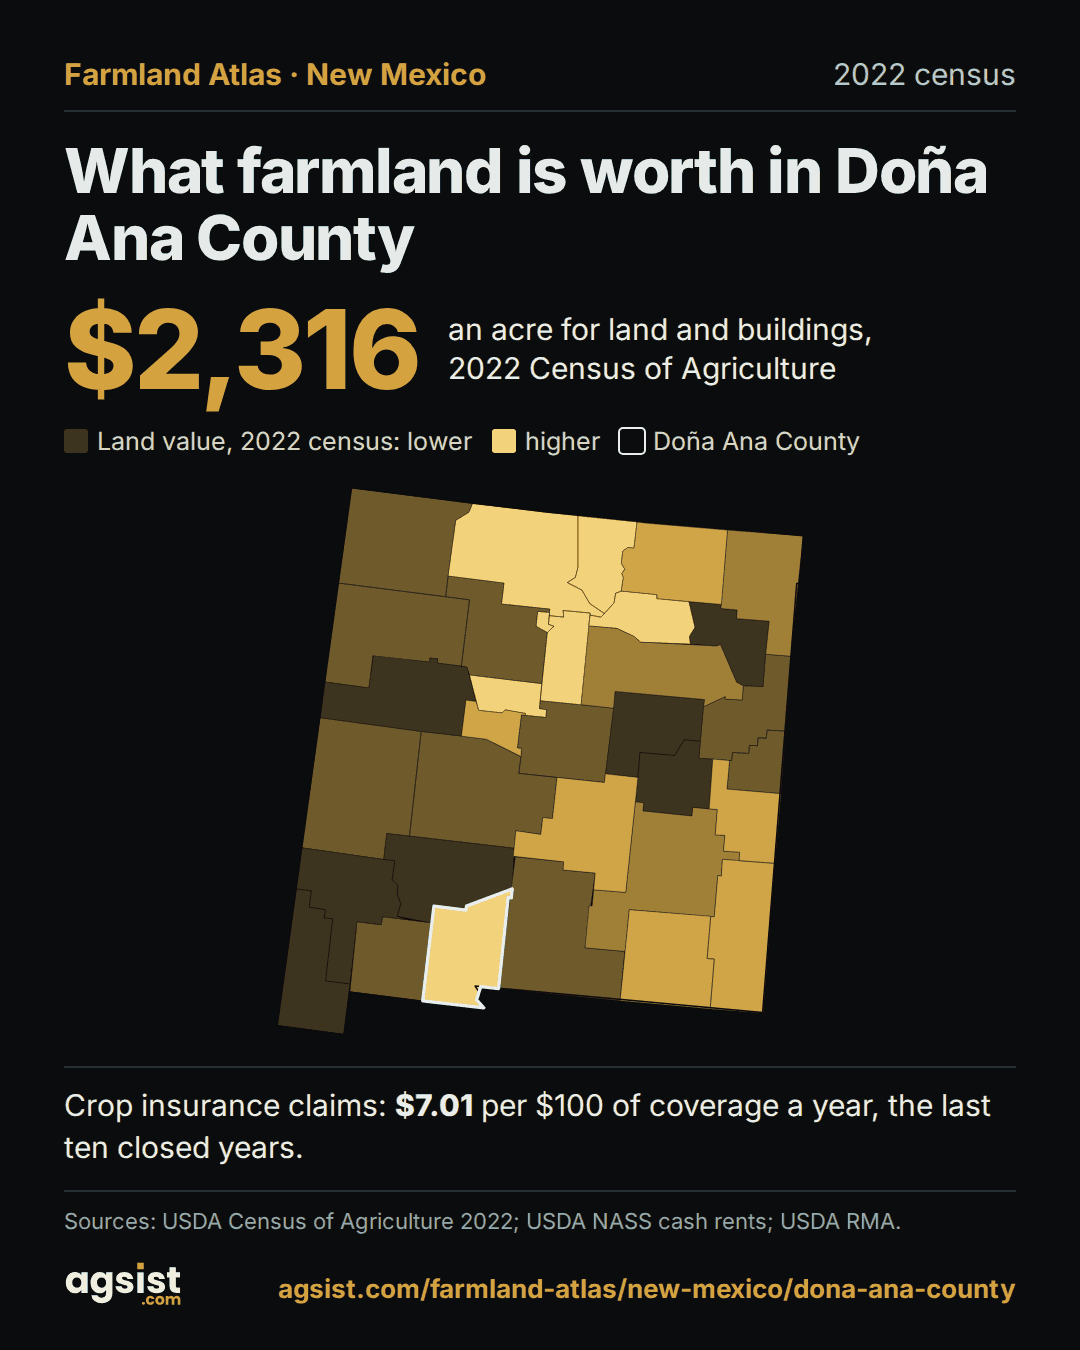 Farmland Atlas · New Mexico
2022 census
What farmland is worth in Doña
Ana County
$2,316
an acre for land and buildings,
2022 Census of Agriculture
Land value, 2022 census: lower
higher
Doña Ana County
Crop insurance claims: $7.01 per $100 of coverage a year, the last
ten closed years.
Sources: USDA Census of Agriculture 2022; USDA NASS cash rents; USDA RMA.
agsist
.com
agsist.com/farmland-atlas/new-mexico/dona-ana-county